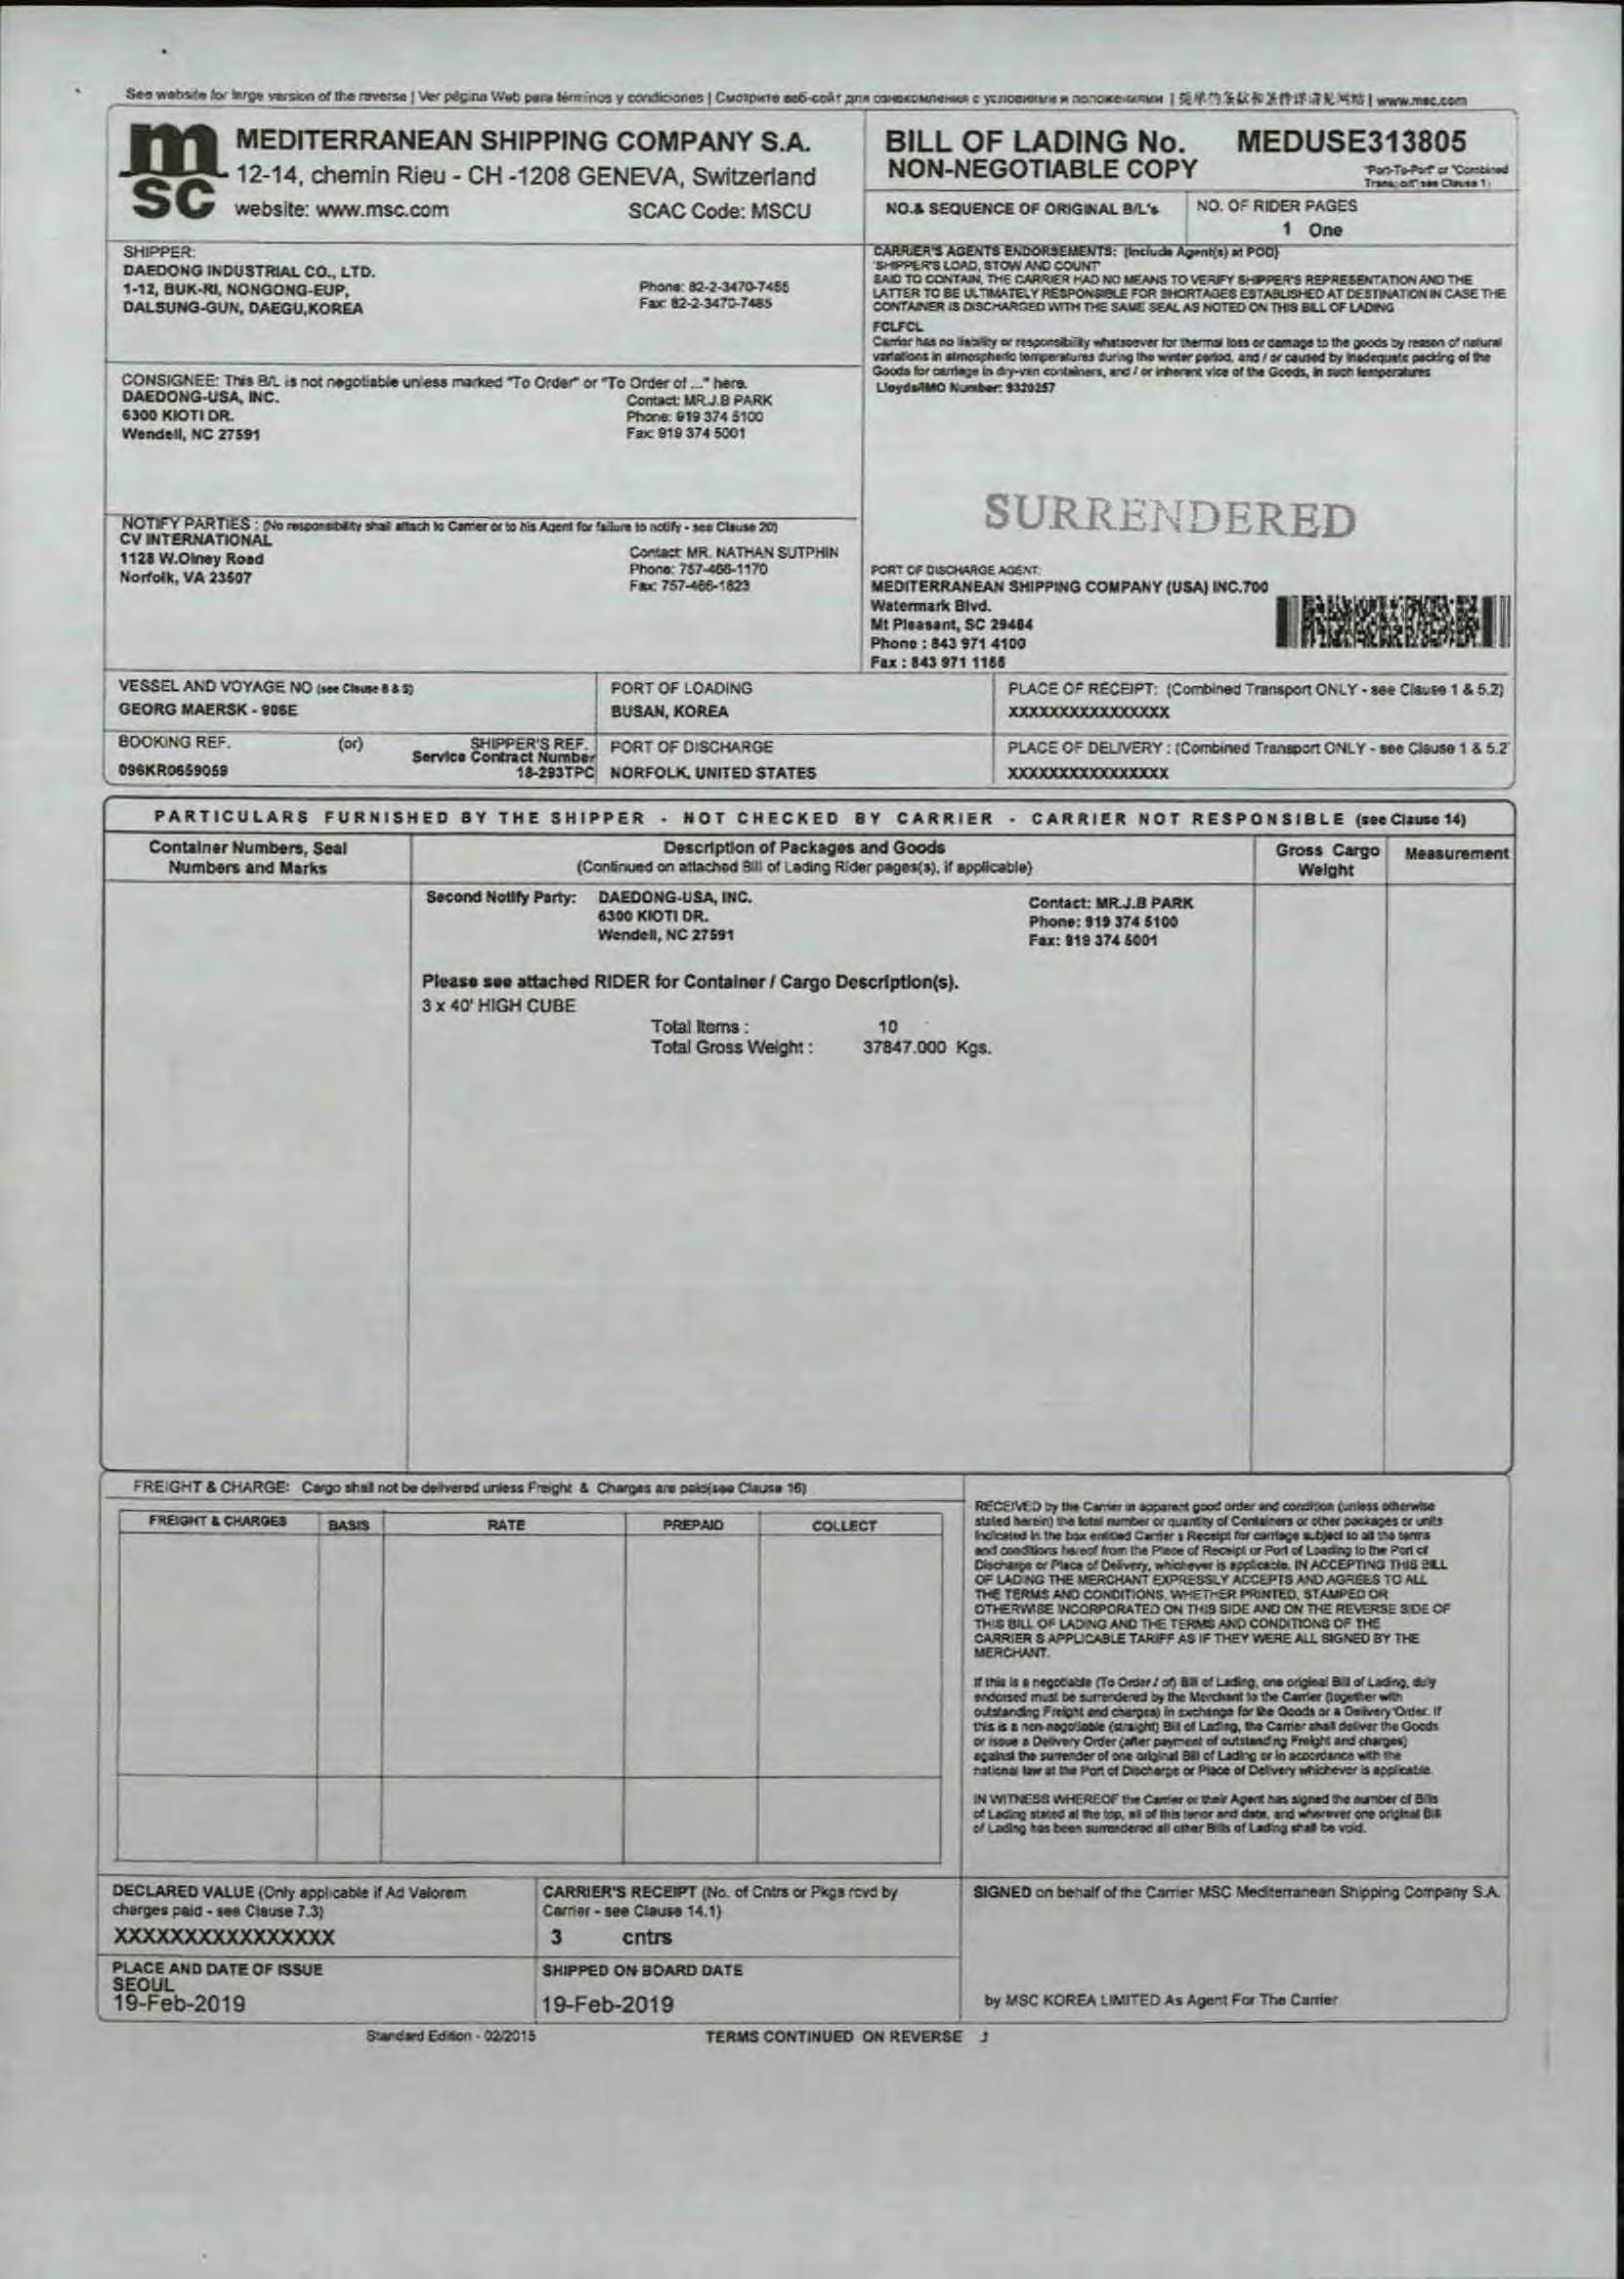 See website for large version of the reverse | Ver página Web para términos y condiciones | Смотрите веб-сайт для ознакомления с условиями и положениями | www.msc.com
msc
MEDITERRANEAN SHIPPING COMPANY S.A.
12-14, chemin Rieu - CH -1208 GENEVA, Switzerland
website: www.msc.com SCAC Code: MSCU
BILL OF LADING No. MEDUSE313805
NON-NEGOTIABLE COPY
"Port-To-Port" or "Combined
Transport" see Clause 1)
NO.& SEQUENCE OF ORIGINAL B/L's
NO. OF RIDER PAGES
1 One
SHIPPER:
DAEDONG INDUSTRIAL CO., LTD.
1-12, BUK-RI, NONGONG-EUP, Phone: 82-2-3470-7455
DALSUNG-GUN, DAEGU,KOREA Fax: 82-2-3470-7485
CARRIER'S AGENTS ENDORSEMENTS: (Include Agent(s) at POD)
'SHIPPER'S LOAD, STOW AND COUNT
SAID TO CONTAIN, THE CARRIER HAD NO MEANS TO VERIFY SHIPPER'S REPRESENTATION AND THE
LATTER TO BE ULTIMATELY RESPONSIBLE FOR SHORTAGES ESTABLISHED AT DESTINATION IN CASE THE
CONTAINER IS DISCHARGED WITH THE SAME SEAL AS NOTED ON THIS BILL OF LADING
FCLFCL
Carrier has no liability or responsibility whatsoever for thermal loss or damage to the goods by reason of natural
variations in atmospheric temperatures during the winter period, and / or caused by inadequate packing of the
Goods for carriage in dry-van containers, and / or inherent vice of the Goods, in such temperatures
Lloyds/IMO Number: 9320257
CONSIGNEE: This B/L is not negotiable unless marked "To Order" or "To Order of ..." here.
DAEDONG-USA, INC. Contact: MR.J.B PARK
6300 KIOTI DR. Phone: 919 374 5100
Wendell, NC 27591 Fax: 919 374 5001
SURRENDERED
NOTIFY PARTIES : (No responsibility shall attach to Carrier or to his Agent for failure to notify - see Clause 20)
CV INTERNATIONAL
1128 W.Olney Road Contact: MR. NATHAN SUTPHIN
Norfolk, VA 23507 Phone: 757-466-1170
Fax: 757-466-1823
PORT OF DISCHARGE AGENT:
MEDITERRANEAN SHIPPING COMPANY (USA) INC.700
Watermark Blvd.
Mt Pleasant, SC 29464
Phone : 843 971 4100
Fax : 843 971 1166
VESSEL AND VOYAGE NO (see Clause 8 & 9) PORT OF LOADING PLACE OF RECEIPT: (Combined Transport ONLY - see Clause 1 & 5.2)
GEORG MAERSK - 906E BUSAN, KOREA XXXXXXXXXXXXXXXX
BOOKING REF. (or) SHIPPER'S REF. PORT OF DISCHARGE PLACE OF DELIVERY : (Combined Transport ONLY - see Clause 1 & 5.2
Service Contract Number
096KR0659059 18-293TPC NORFOLK, UNITED STATES XXXXXXXXXXXXXXXX
PARTICULARS FURNISHED BY THE SHIPPER - NOT CHECKED BY CARRIER - CARRIER NOT RESPONSIBLE (see Clause 14)
Container Numbers, Seal Numbers and Marks
Description of Packages and Goods
(Continued on attached Bill of Lading Rider pages(s), if applicable)
Gross Cargo Weight
Measurement
Second Notify Party: DAEDONG-USA, INC. Contact: MR.J.B PARK
6300 KIOTI DR. Phone: 919 374 5100
Wendell, NC 27591 Fax: 919 374 5001
Please see attached RIDER for Container / Cargo Description(s).
3 x 40' HIGH CUBE
Total Items : 10
Total Gross Weight : 37847.000 Kgs.
FREIGHT & CHARGE: Cargo shall not be delivered unless Freight & Charges are paid(see Clause 16)
FREIGHT & CHARGES BASIS RATE PREPAID COLLECT
RECEIVED by the Carrier in apparent good order and condition (unless otherwise
stated herein) the total number or quantity of Containers or other packages or units
indicated in the box entitled Carrier s Receipt for carriage subject to all the terms
and conditions hereof from the Place of Receipt or Port of Loading to the Port of
Discharge or Place of Delivery, whichever is applicable. IN ACCEPTING THIS BILL
OF LADING THE MERCHANT EXPRESSLY ACCEPTS AND AGREES TO ALL
THE TERMS AND CONDITIONS, WHETHER PRINTED, STAMPED OR
OTHERWISE INCORPORATED ON THIS SIDE AND ON THE REVERSE SIDE OF
THIS BILL OF LADING AND THE TERMS AND CONDITIONS OF THE
CARRIER S APPLICABLE TARIFF AS IF THEY WERE ALL SIGNED BY THE
MERCHANT.
If this is a negotiable (To Order / of) Bill of Lading, one original Bill of Lading, duly
endorsed must be surrendered by the Merchant to the Carrier (together with
outstanding Freight and charges) in exchange for the Goods or a Delivery Order. If
this is a non-negotiable (straight) Bill of Lading, the Carrier shall deliver the Goods
or issue a Delivery Order (after payment of outstanding Freight and charges)
against the surrender of one original Bill of Lading or in accordance with the
national law at the Port of Discharge or Place of Delivery whichever is applicable.
IN WITNESS WHEREOF the Carrier or their Agent has signed the number of Bills
of Lading stated at the top, all of this tenor and date, and wherever one original Bill
of Lading has been surrendered all other Bills of Lading shall be void.
DECLARED VALUE (Only applicable if Ad Valorem
charges paid - see Clause 7.3)
XXXXXXXXXXXXXXXX
CARRIER'S RECEIPT (No. of Cntrs or Pkgs rcvd by
Carrier - see Clause 14.1)
3 cntrs
SIGNED on behalf of the Carrier MSC Mediterranean Shipping Company S.A.
PLACE AND DATE OF ISSUE
SEOUL
19-Feb-2019
SHIPPED ON BOARD DATE
19-Feb-2019
by MSC KOREA LIMITED As Agent For The Carrier
Standard Edition - 02/2015 TERMS CONTINUED ON REVERSE